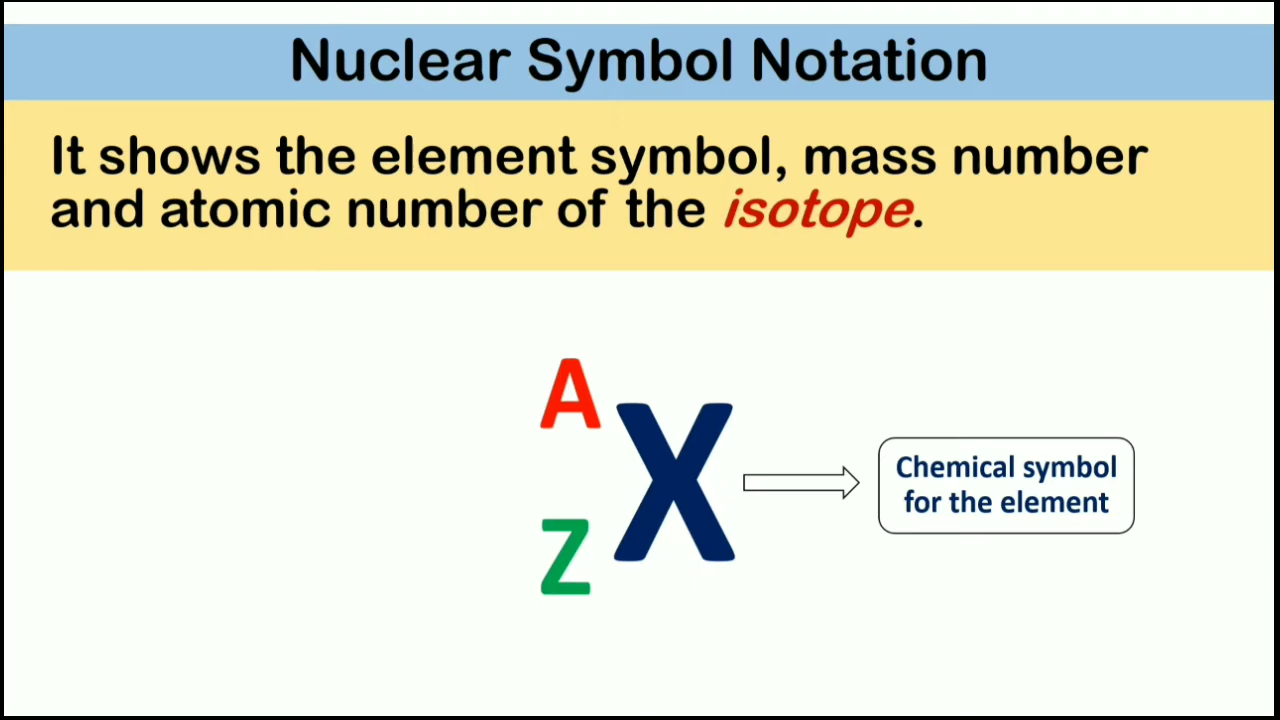 Nuclear Symbol Notation
It shows the element symbol, mass number
and atomic number of the isotope.
A
X
Z
Chemical symbol
for the element